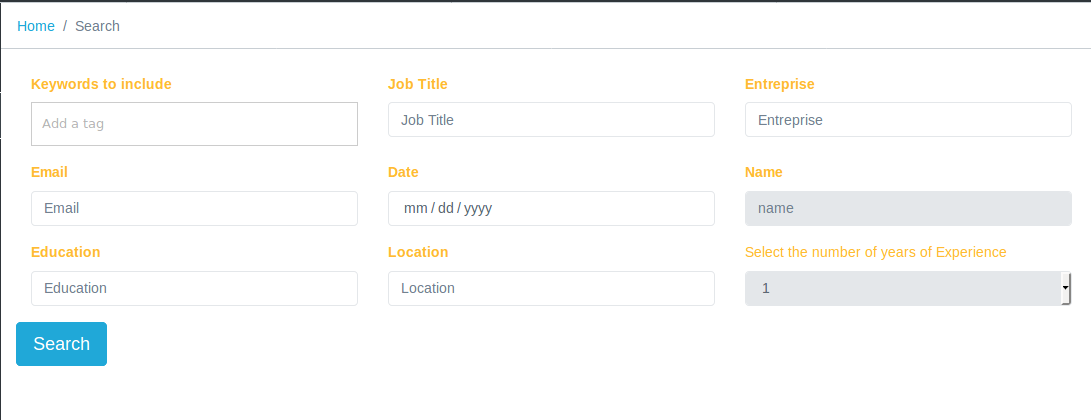 Home / Search
Keywords to include Job Title Entreprise
Add a tag Job Title Entreprise
Email Date Name
Email mm / dd / yyyy name
Education Location Select the number of years of Experience
Education Location 1
Search